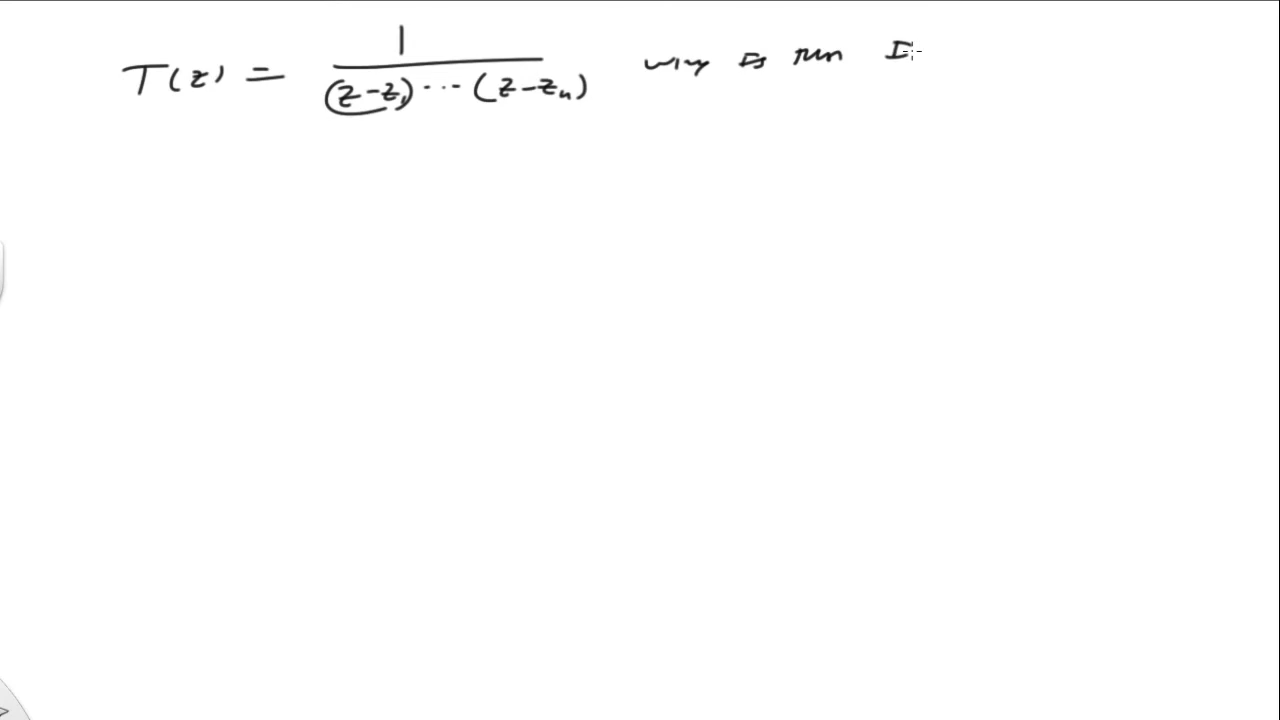 T(z) = 1 / (z-z₁)···(z-zₙ) why is